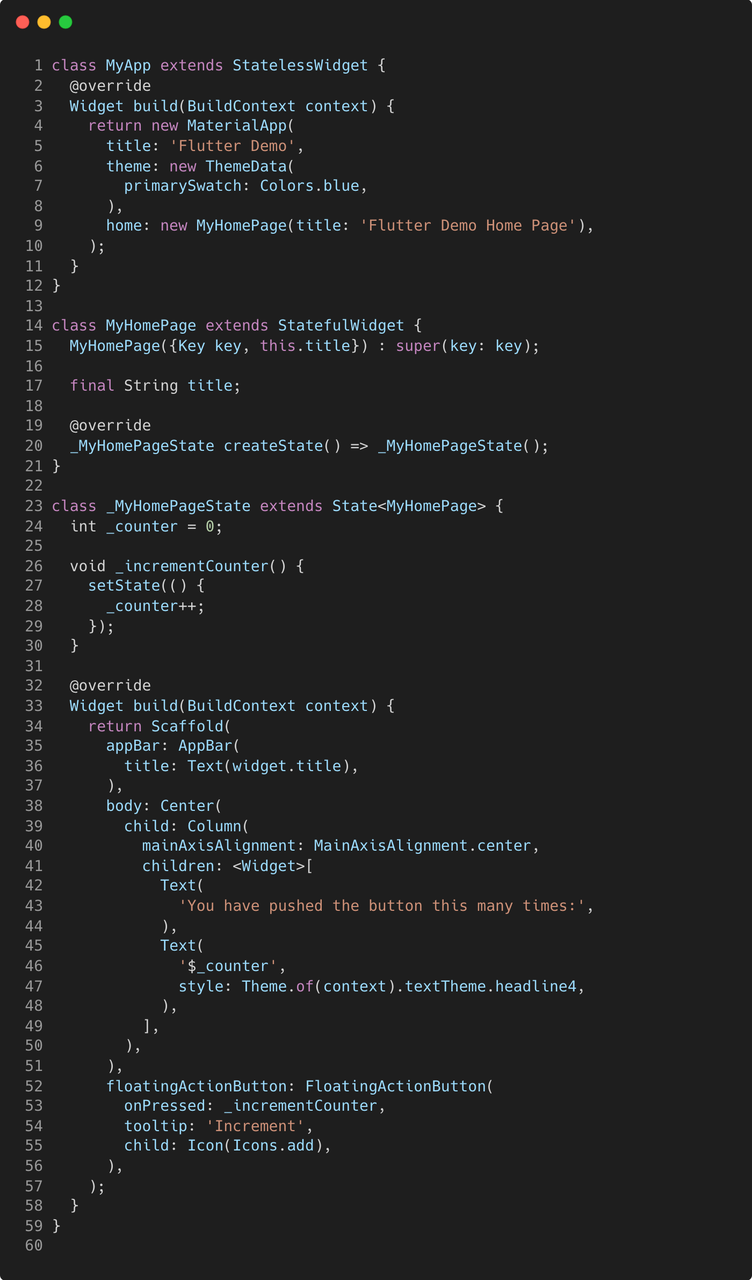 1 class MyApp extends StatelessWidget {
2   @override
3   Widget build(BuildContext context) {
4     return new MaterialApp(
5       title: 'Flutter Demo',
6       theme: new ThemeData(
7         primarySwatch: Colors.blue,
8       ),
9       home: new MyHomePage(title: 'Flutter Demo Home Page'),
10     );
11   }
12 }
13
14 class MyHomePage extends StatefulWidget {
15   MyHomePage({Key key, this.title}) : super(key: key);
16
17   final String title;
18
19   @override
20   _MyHomePageState createState() => _MyHomePageState();
21 }
22
23 class _MyHomePageState extends State<MyHomePage> {
24   int _counter = 0;
25
26   void _incrementCounter() {
27     setState(() {
28       _counter++;
29     });
30   }
31
32   @override
33   Widget build(BuildContext context) {
34     return Scaffold(
35       appBar: AppBar(
36         title: Text(widget.title),
37       ),
38       body: Center(
39         child: Column(
40           mainAxisAlignment: MainAxisAlignment.center,
41           children: <Widget>[
42             Text(
43               'You have pushed the button this many times:',
44             ),
45             Text(
46               '$_counter',
47               style: Theme.of(context).textTheme.headline4,
48             ),
49           ],
50         ),
51       ),
52       floatingActionButton: FloatingActionButton(
53         onPressed: _incrementCounter,
54         tooltip: 'Increment',
55         child: Icon(Icons.add),
56       ),
57     );
58   }
59 }
60